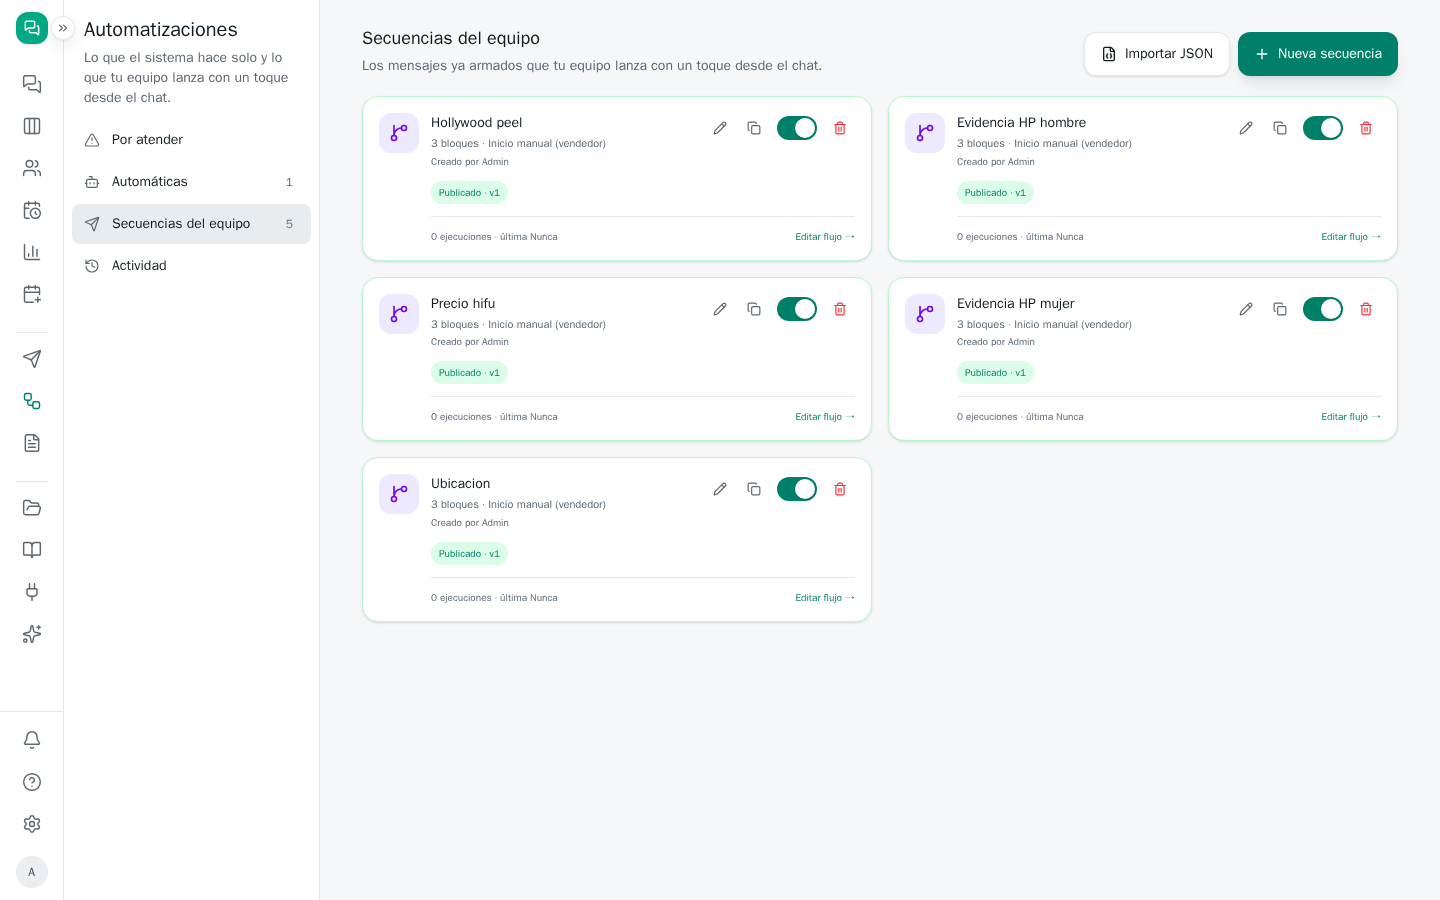 Automatizaciones
Lo que el sistema hace solo y lo
que tu equipo lanza con un toque
desde el chat.
Por atender
Automáticas 1
Secuencias del equipo 5
Actividad
A
Secuencias del equipo
Los mensajes ya armados que tu equipo lanza con un toque desde el chat.
Importar JSON
Nueva secuencia
Hollywood peel
3 bloques · Inicio manual (vendedor)
Creado por Admin
Publicado · v1
0 ejecuciones · última Nunca
Editar flujo →
Evidencia HP hombre
3 bloques · Inicio manual (vendedor)
Creado por Admin
Publicado · v1
0 ejecuciones · última Nunca
Editar flujo →
Precio hifu
3 bloques · Inicio manual (vendedor)
Creado por Admin
Publicado · v1
0 ejecuciones · última Nunca
Editar flujo →
Evidencia HP mujer
3 bloques · Inicio manual (vendedor)
Creado por Admin
Publicado · v1
0 ejecuciones · última Nunca
Editar flujo →
Ubicacion
3 bloques · Inicio manual (vendedor)
Creado por Admin
Publicado · v1
0 ejecuciones · última Nunca
Editar flujo →